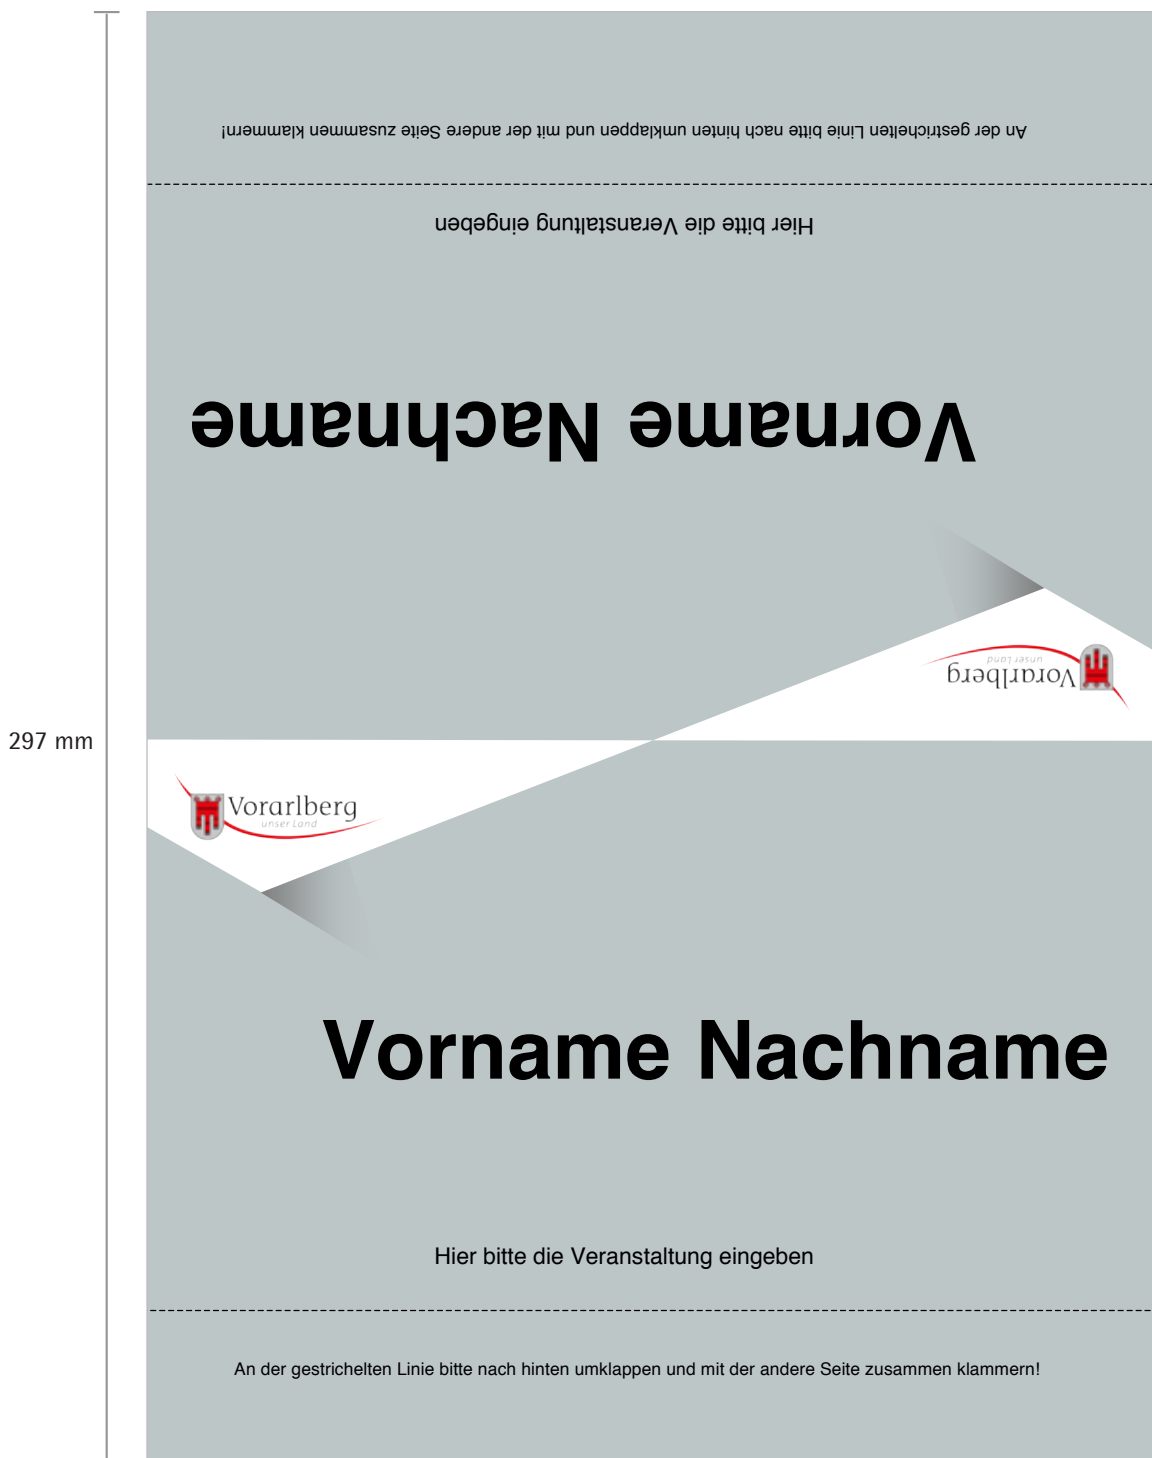 An der gestrichelten Linie bitte nach hinten umklappen und mit der andere Seite zusammen klammern!
Hier bitte die Veranstaltung eingeben
Vorname Nachname
Vorarlberg
unser Land
297 mm
Vorarlberg
unser Land
Vorname Nachname
Hier bitte die Veranstaltung eingeben
An der gestrichelten Linie bitte nach hinten umklappen und mit der andere Seite zusammen klammern!